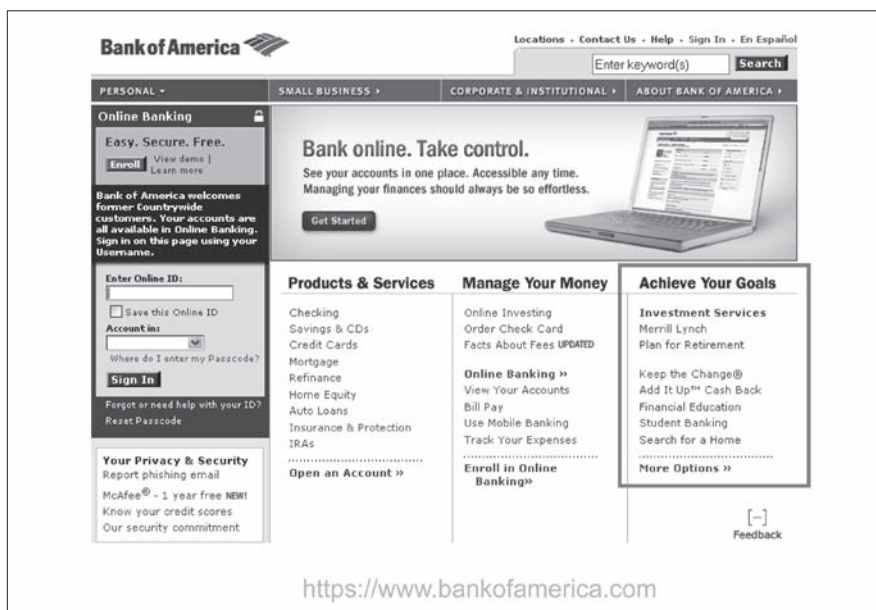 Bank of America
Locations • Contact Us • Help • Sign In • En Español
Enter keyword(s) Search
PERSONAL
SMALL BUSINESS
CORPORATE & INSTITUTIONAL
ABOUT BANK OF AMERICA
Online Banking
Easy. Secure. Free.
Enroll View demo |
Learn more
Bank of America welcomes
former Countrywide
customers. Your accounts are
all available in Online Banking.
Sign in on this page using your
Username.
Enter Online ID:
Save this Online ID
Account in:
Where do I enter my Passcode?
Sign In
Forgot or need help with your ID?
Reset Passcode
Your Privacy & Security
Report phishing email
McAfee® - 1 year free NEW!
Know your credit scores
Our security commitment
Bank online. Take control.
See your accounts in one place. Accessible any time.
Managing your finances should always be so effortless.
Get Started
Products & Services
Checking
Savings & CDs
Credit Cards
Mortgage
Refinance
Home Equity
Auto Loans
Insurance & Protection
IRAs
Open an Account »
Manage Your Money
Online Investing
Order Check Card
Facts About Fees UPDATED
Online Banking »
View Your Accounts
Bill Pay
Use Mobile Banking
Track Your Expenses
Enroll in Online
Banking»
Achieve Your Goals
Investment Services
Merrill Lynch
Plan for Retirement
Keep the Change®
Add It Up™ Cash Back
Financial Education
Student Banking
Search for a Home
More Options »
[−]
Feedback
https://www.bankofamerica.com